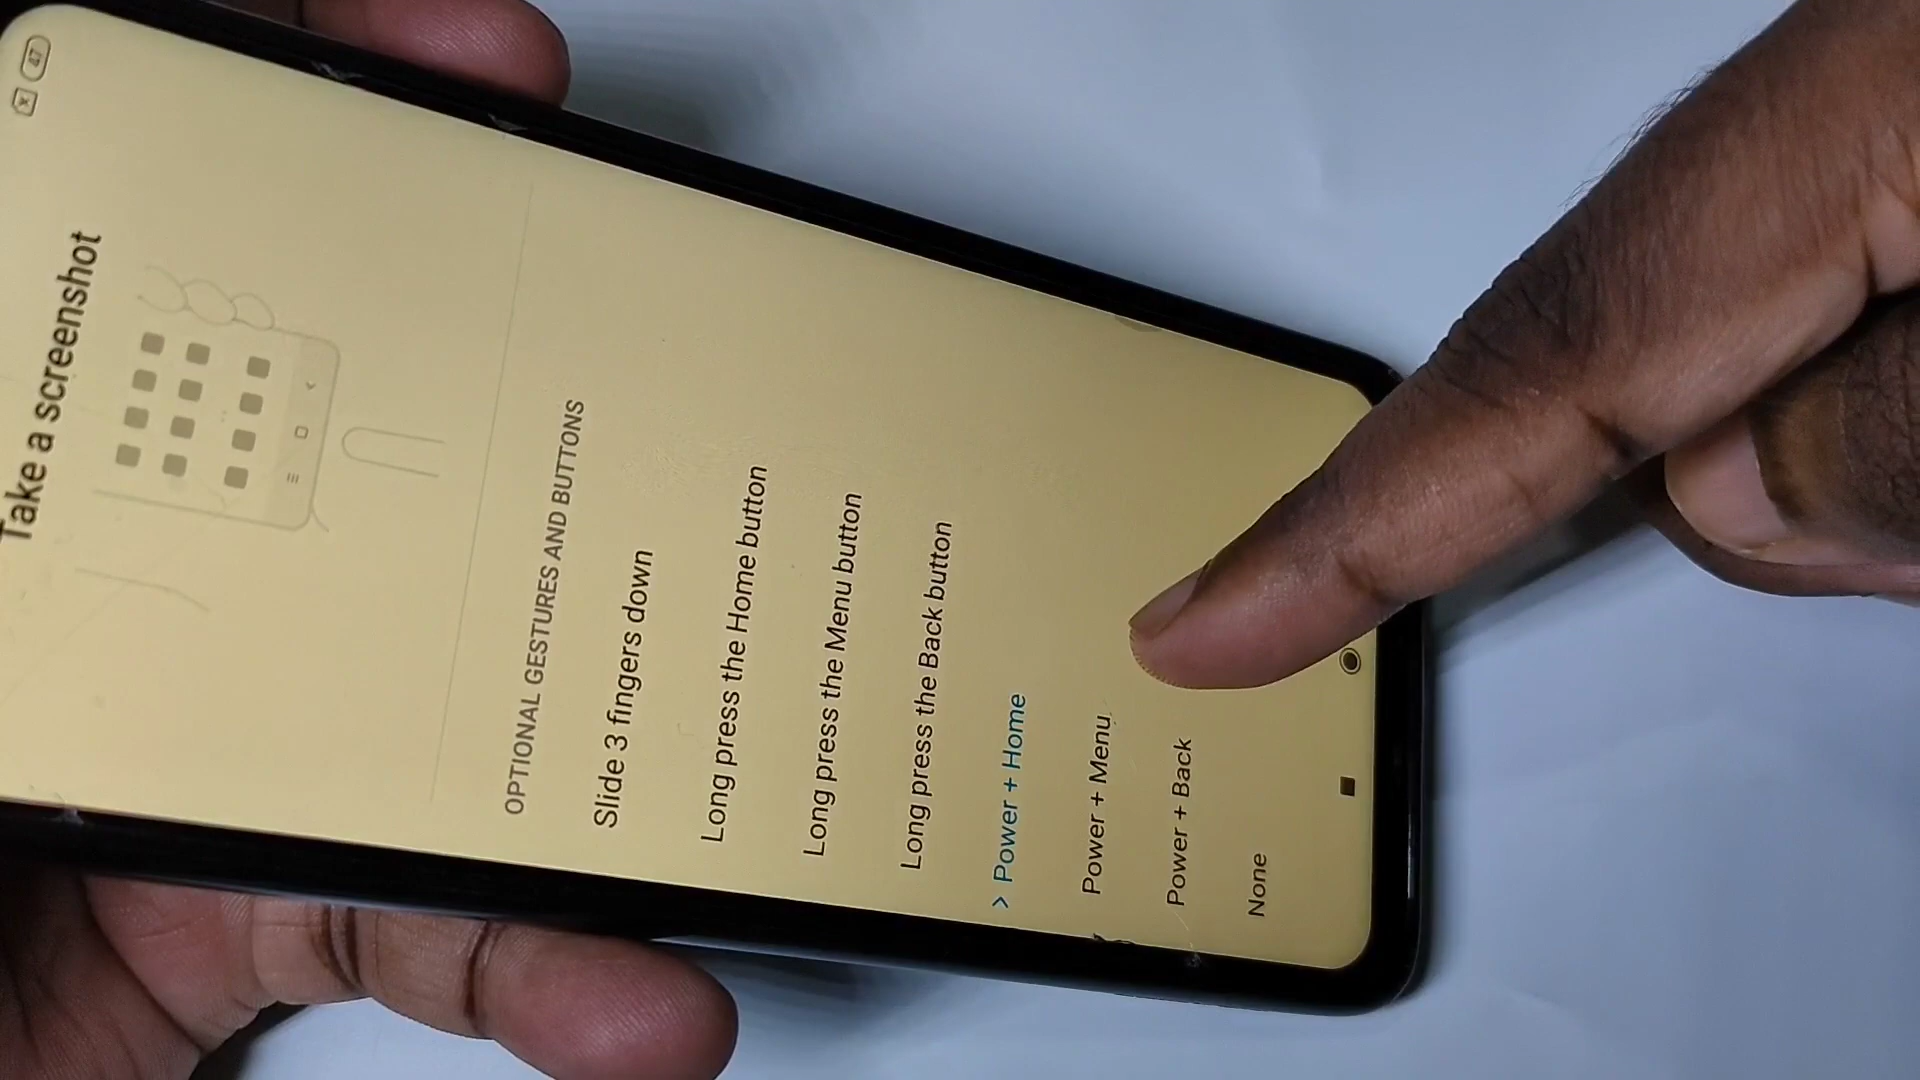 47
Take a screenshot
OPTIONAL GESTURES AND BUTTONS
Slide 3 fingers down
Long press the Home button
Long press the Menu button
Long press the Back button
Power + Home
Power + Menu
Power + Back
None